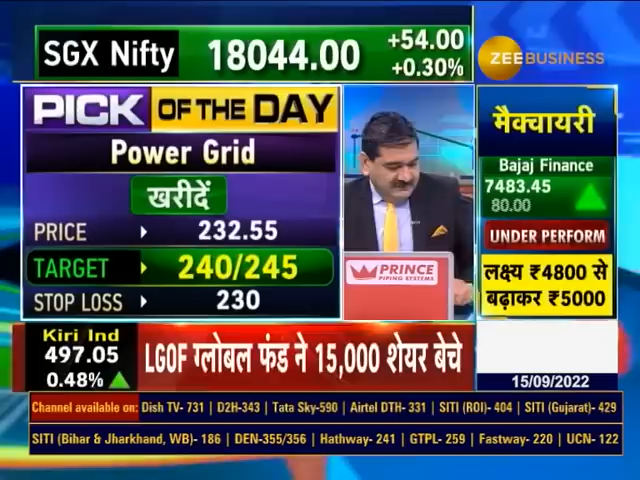 SGX Nifty 18044.00 +54.00 +0.30%
ZEE BUSINESS
PICK OF THE DAY
Power Grid
खरीदें
PRICE 232.55
TARGET 240/245
STOP LOSS 230
PRINCE
PIPING SYSTEMS
मैक्वायरी
Bajaj Finance
7483.45
80.00
UNDER PERFORM
लक्ष्य ₹4800 से
बढ़ाकर ₹5000
Kiri Ind
497.05
0.48%
LGOF ग्लोबल फंड ने 15,000 शेयर बेचे
15/09/2022
Channel available on: Dish TV- 731 | D2H-343 | Tata Sky-590 | Airtel DTH- 331 | SITI (ROI)- 404 | SITI (Gujarat)- 429
SITI (Bihar & Jharkhand, WB)- 186 | DEN-355/356 | Hathway- 241 | GTPL- 259 | Fastway- 220 | UCN- 122